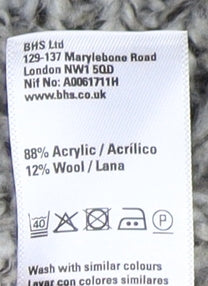 BHS Ltd
129-137 Marylebone Road
London NW1 5QD
Nif No: A0061711H
www.bhs.co.uk
88% Acrylic / Acrílico
12% Wool / Lana
40 P
Wash with similar colours
Lavar con colores similares